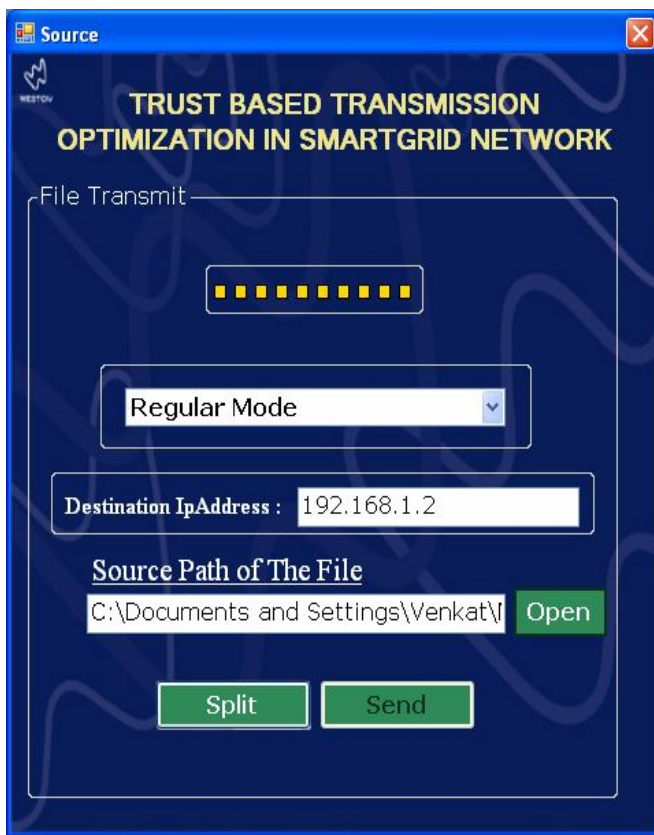 Source
TRUST BASED TRANSMISSION
OPTIMIZATION IN SMARTGRID NETWORK
File Transmit
Regular Mode
Destination IpAddress :
192.168.1.2
Source Path of The File
C:\Documents and Settings\Venkat\
Open
Split
Send